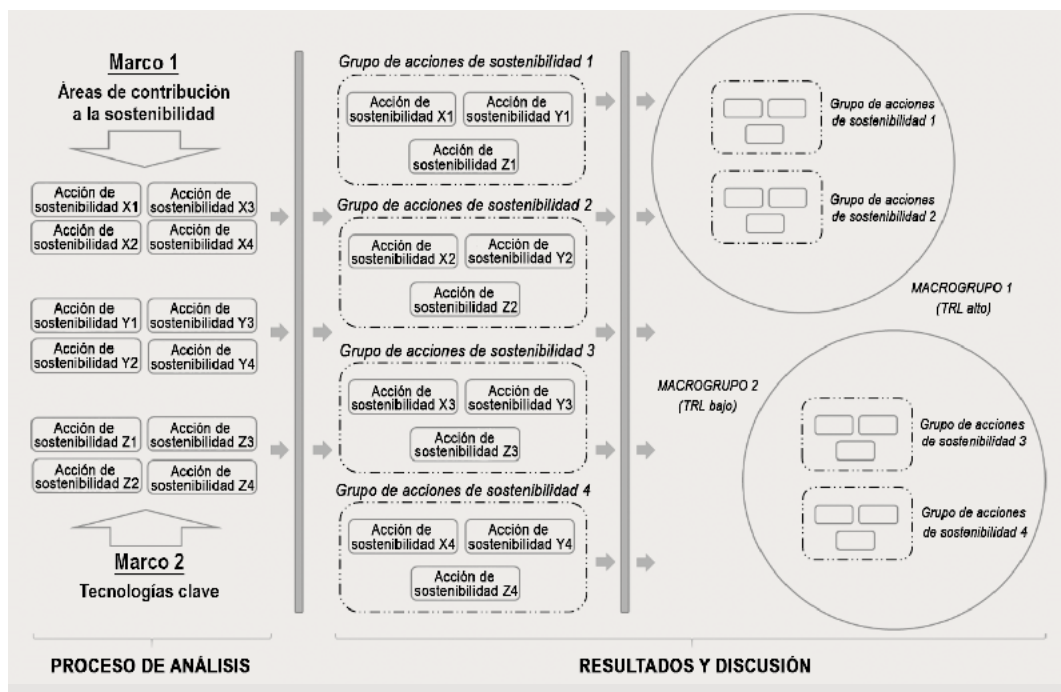 Marco 1
Áreas de contribución
a la sostenibilidad
Acción de
sostenibilidad X1
Acción de
sostenibilidad X3
Acción de
sostenibilidad X2
Acción de
sostenibilidad X4
Acción de
sostenibilidad Y1
Acción de
sostenibilidad Y3
Acción de
sostenibilidad Y2
Acción de
sostenibilidad Y4
Acción de
sostenibilidad Z1
Acción de
sostenibilidad Z3
Acción de
sostenibilidad Z2
Acción de
sostenibilidad Z4
Marco 2
Tecnologías clave
PROCESO DE ANÁLISIS
Grupo de acciones de sostenibilidad 1
Acción de
sostenibilidad X1
Acción de
sostenibilidad Y1
Acción de
sostenibilidad Z1
Grupo de acciones de sostenibilidad 2
Acción de
sostenibilidad X2
Acción de
sostenibilidad Y2
Acción de
sostenibilidad Z2
Grupo de acciones de sostenibilidad 3
Acción de
sostenibilidad X3
Acción de
sostenibilidad Y3
Acción de
sostenibilidad Z3
Grupo de acciones de sostenibilidad 4
Acción de
sostenibilidad X4
Acción de
sostenibilidad Y4
Acción de
sostenibilidad Z4
Grupo de acciones
de sostenibilidad 1
Grupo de acciones
de sostenibilidad 2
MACROGRUPO 1
(TRL alto)
MACROGRUPO 2
(TRL bajo)
Grupo de acciones
de sostenibilidad 3
Grupo de acciones
de sostenibilidad 4
RESULTADOS Y DISCUSIÓN